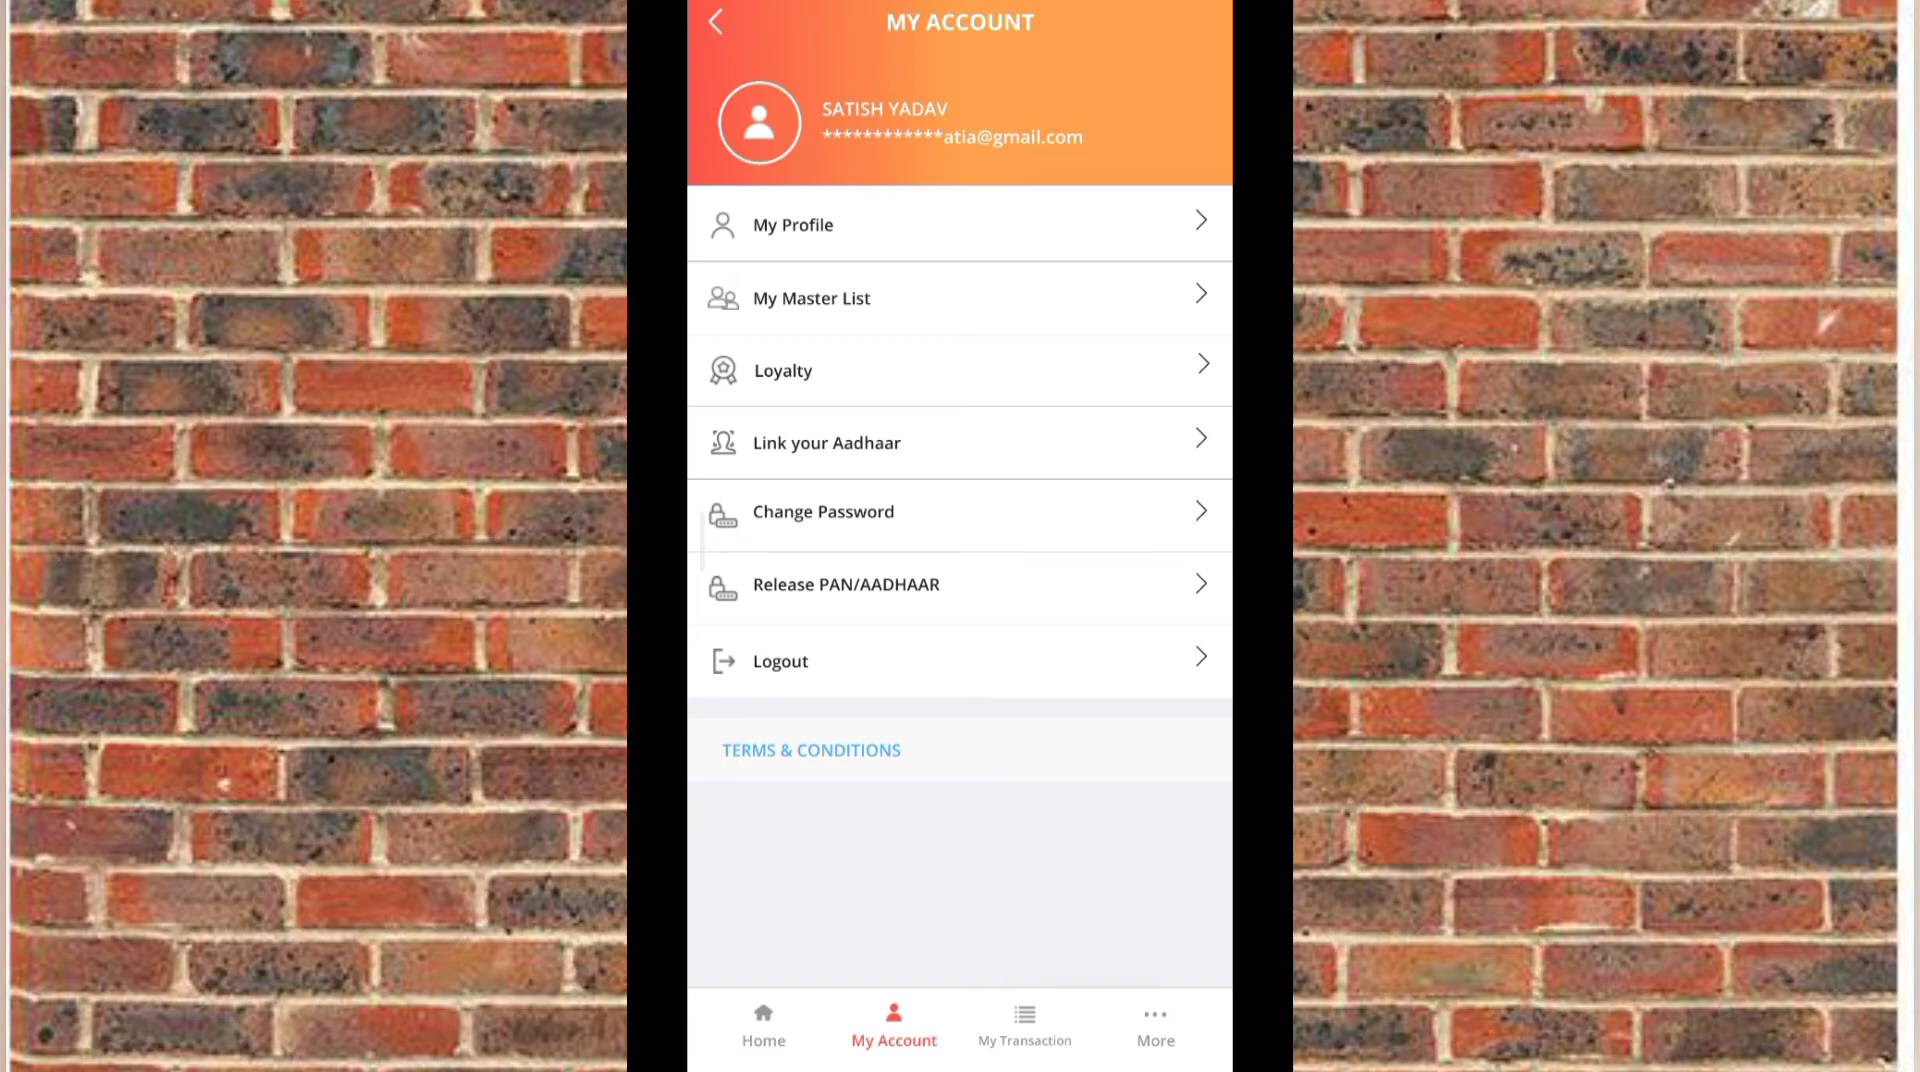 MY ACCOUNT
SATISH YADAV
************atia@gmail.com
My Profile
My Master List
Loyalty
Link your Aadhaar
Change Password
Release PAN/AADHAAR
Logout
TERMS & CONDITIONS
Home
My Account
My Transaction
More